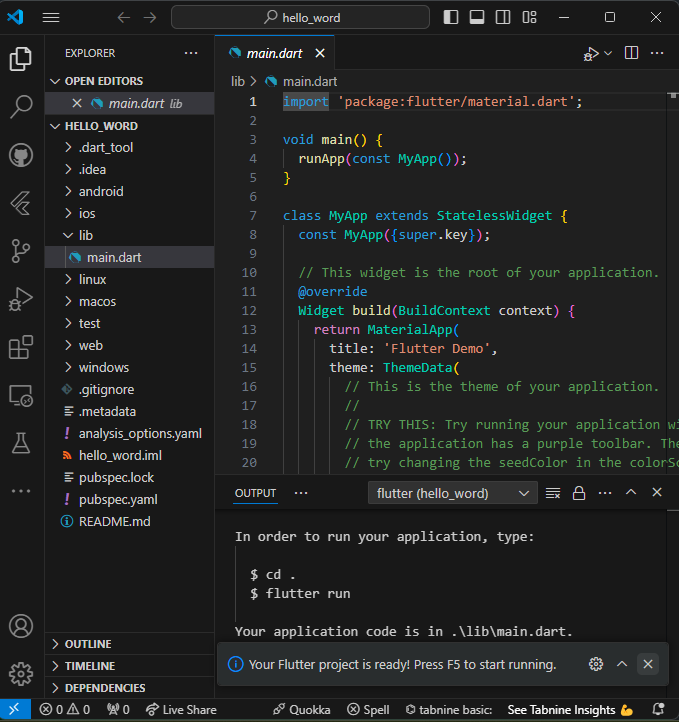 hello_word
EXPLORER
OPEN EDITORS
main.dart lib
HELLO_WORD
.dart_tool
.idea
android
ios
lib
main.dart
linux
macos
test
web
windows
.gitignore
.metadata
analysis_options.yaml
hello_word.iml
pubspec.lock
pubspec.yaml
README.md
OUTLINE
TIMELINE
DEPENDENCIES
main.dart
lib > main.dart
1 import 'package:flutter/material.dart';
2
3 void main() {
4 runApp(const MyApp());
5 }
6
7 class MyApp extends StatelessWidget {
8 const MyApp({super.key});
9
10 // This widget is the root of your application.
11 @override
12 Widget build(BuildContext context) {
13 return MaterialApp(
14 title: 'Flutter Demo',
15 theme: ThemeData(
16 // This is the theme of your application.
17 //
18 // TRY THIS: Try running your application wi
19 // the application has a purple toolbar. The
20 // try changing the seedColor in the colorSc
OUTPUT
flutter (hello_word)
In order to run your application, type:
$ cd .
$ flutter run
Your application code is in .\lib\main.dart.
Your Flutter project is ready! Press F5 to start running.
0 0 0 Live Share Quokka Spell tabnine basic: See Tabnine Insights 💪